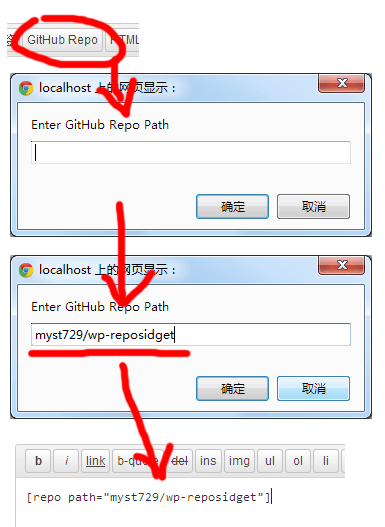 GitHub Repo HTML
localhost 上的网页显示：
Enter GitHub Repo Path
确定 取消
localhost 上的网页显示：
Enter GitHub Repo Path
myst729/wp-reposidget
确定 取消
b i link b-quote del ins img ul ol li
[repo path="myst729/wp-reposidget"]